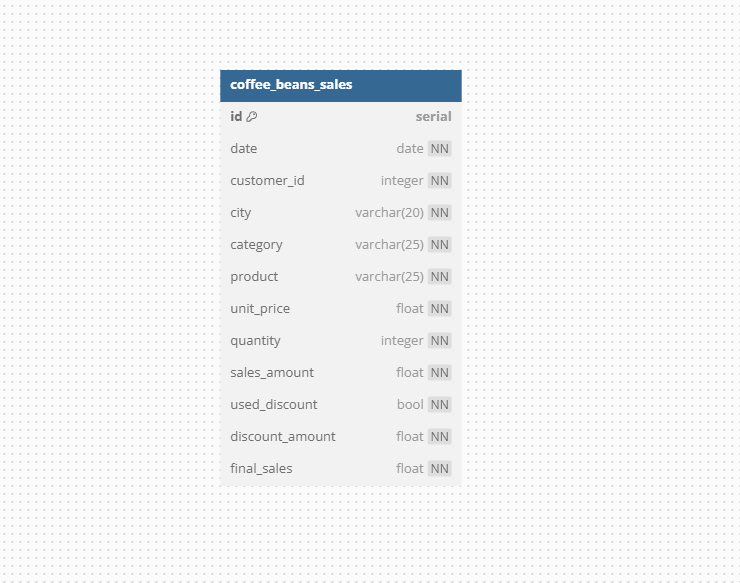 coffee_beans_sales
id serial
date date NN
customer_id integer NN
city varchar(20) NN
category varchar(25) NN
product varchar(25) NN
unit_price float NN
quantity integer NN
sales_amount float NN
used_discount bool NN
discount_amount float NN
final_sales float NN